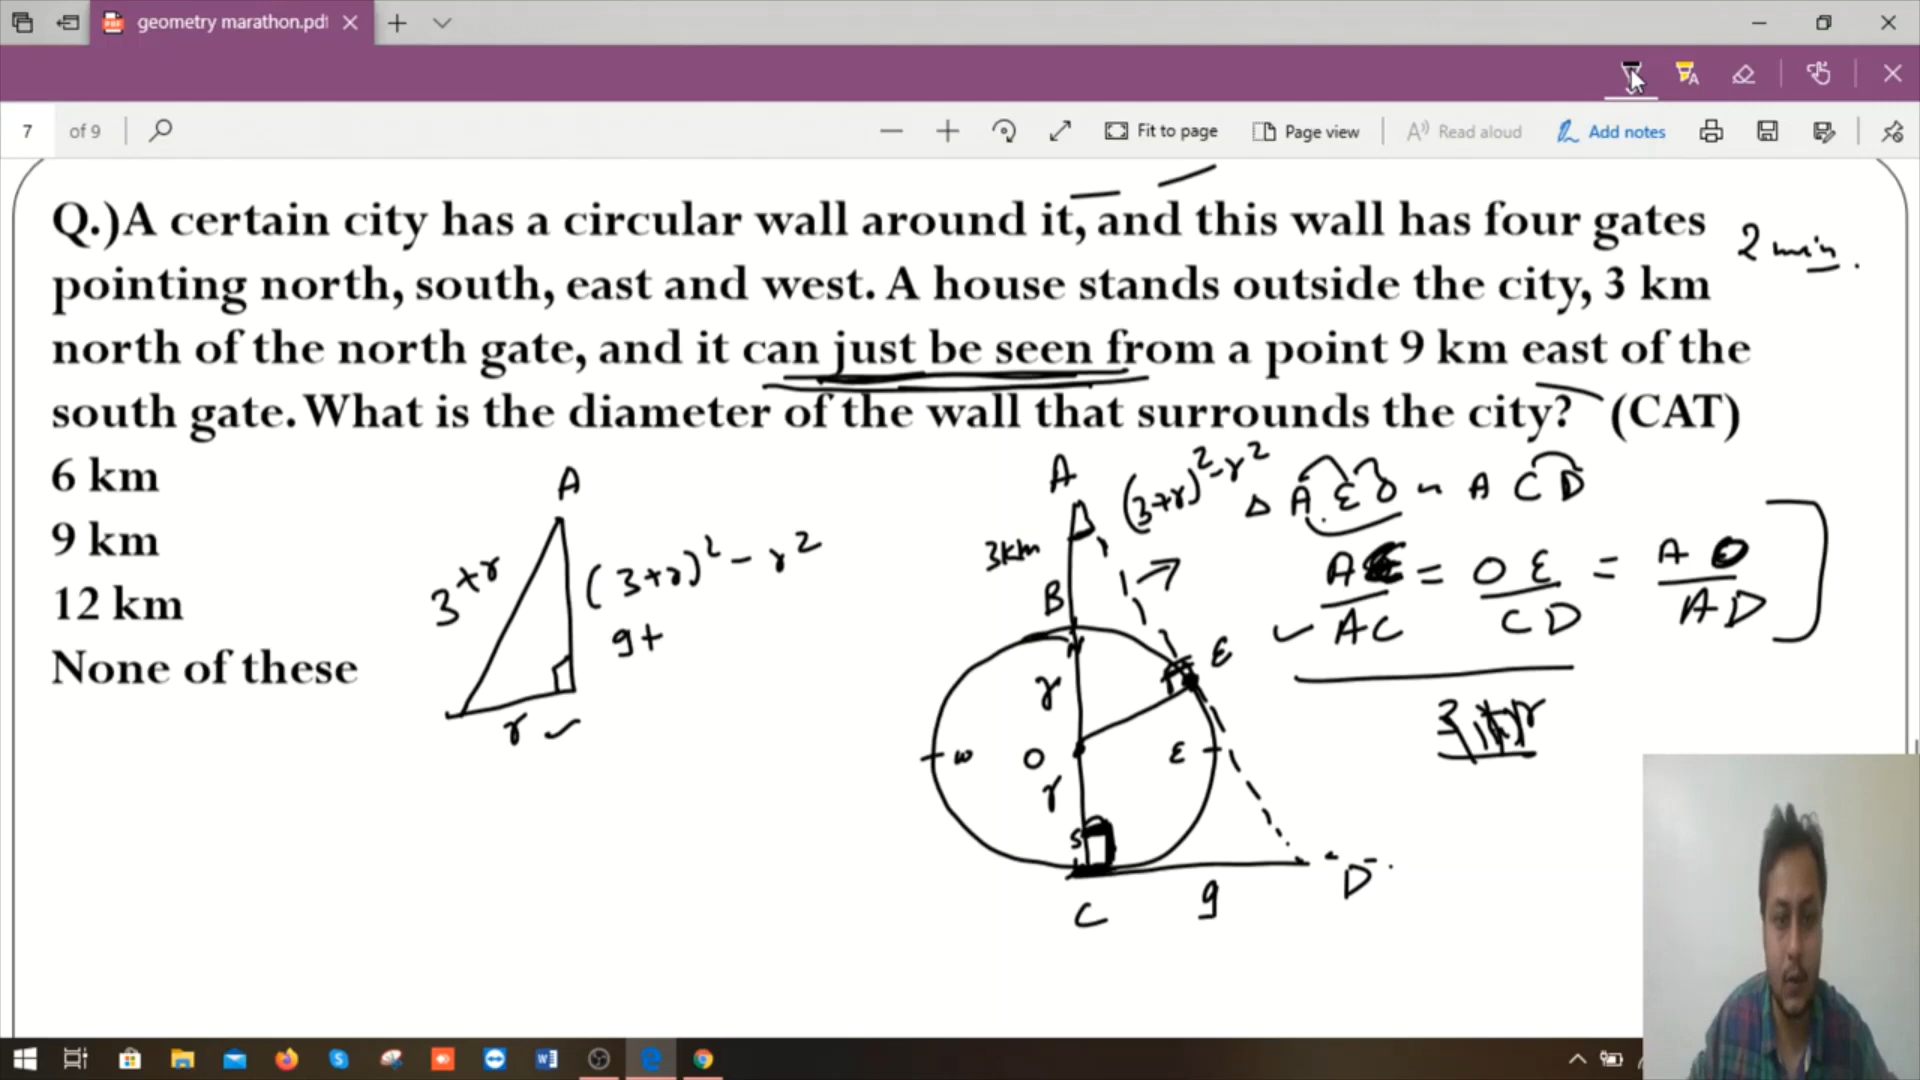 geometry marathon.pdf
7 of 9
Fit to page
Page view
Read aloud
Add notes
Q.)A certain city has a circular wall around it, and this wall has four gates
pointing north, south, east and west. A house stands outside the city, 3 km
north of the north gate, and it can just be seen from a point 9 km east of the
south gate. What is the diameter of the wall that surrounds the city? (CAT)
2 min.
6 km
9 km
12 km
None of these
A
3+r
(3+r)² - r²
9+
r
A
(3+r)² - r²
3km
B
N
E
r
O
W
E
r
S
C
9
D
Δ AEO ~ ACD
AE/AC = OE/CD = AO/AD